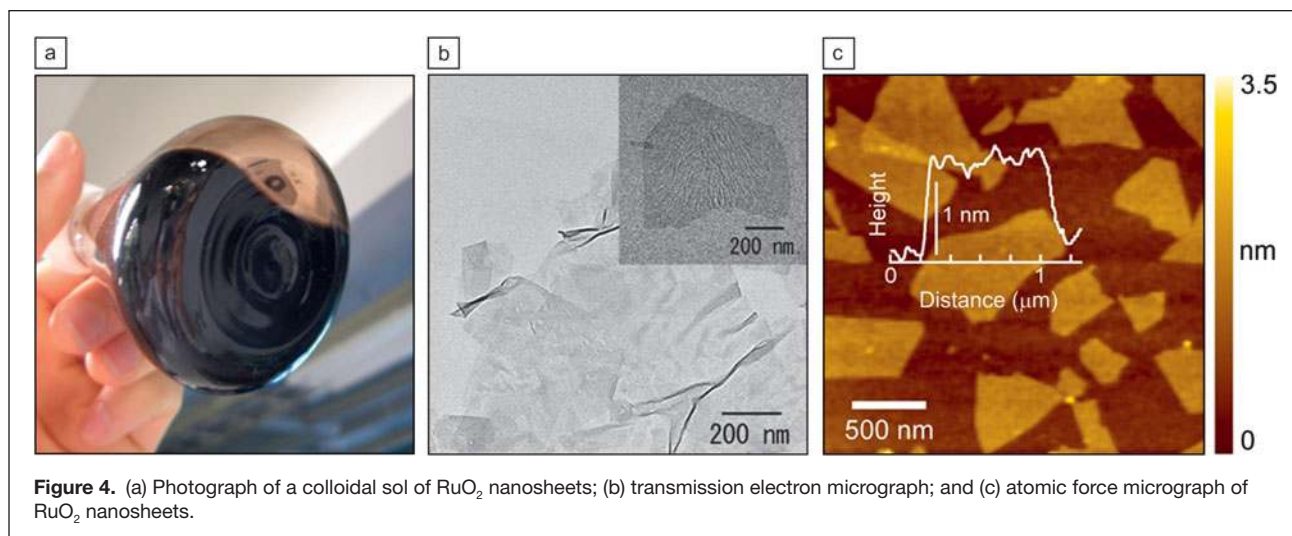 a
b
c
200 nm
200 nm
Height
1 nm
0
1
Distance (μm)
500 nm
3.5
nm
0
Figure 4. (a) Photograph of a colloidal sol of RuO₂ nanosheets; (b) transmission electron micrograph; and (c) atomic force micrograph of
RuO₂ nanosheets.